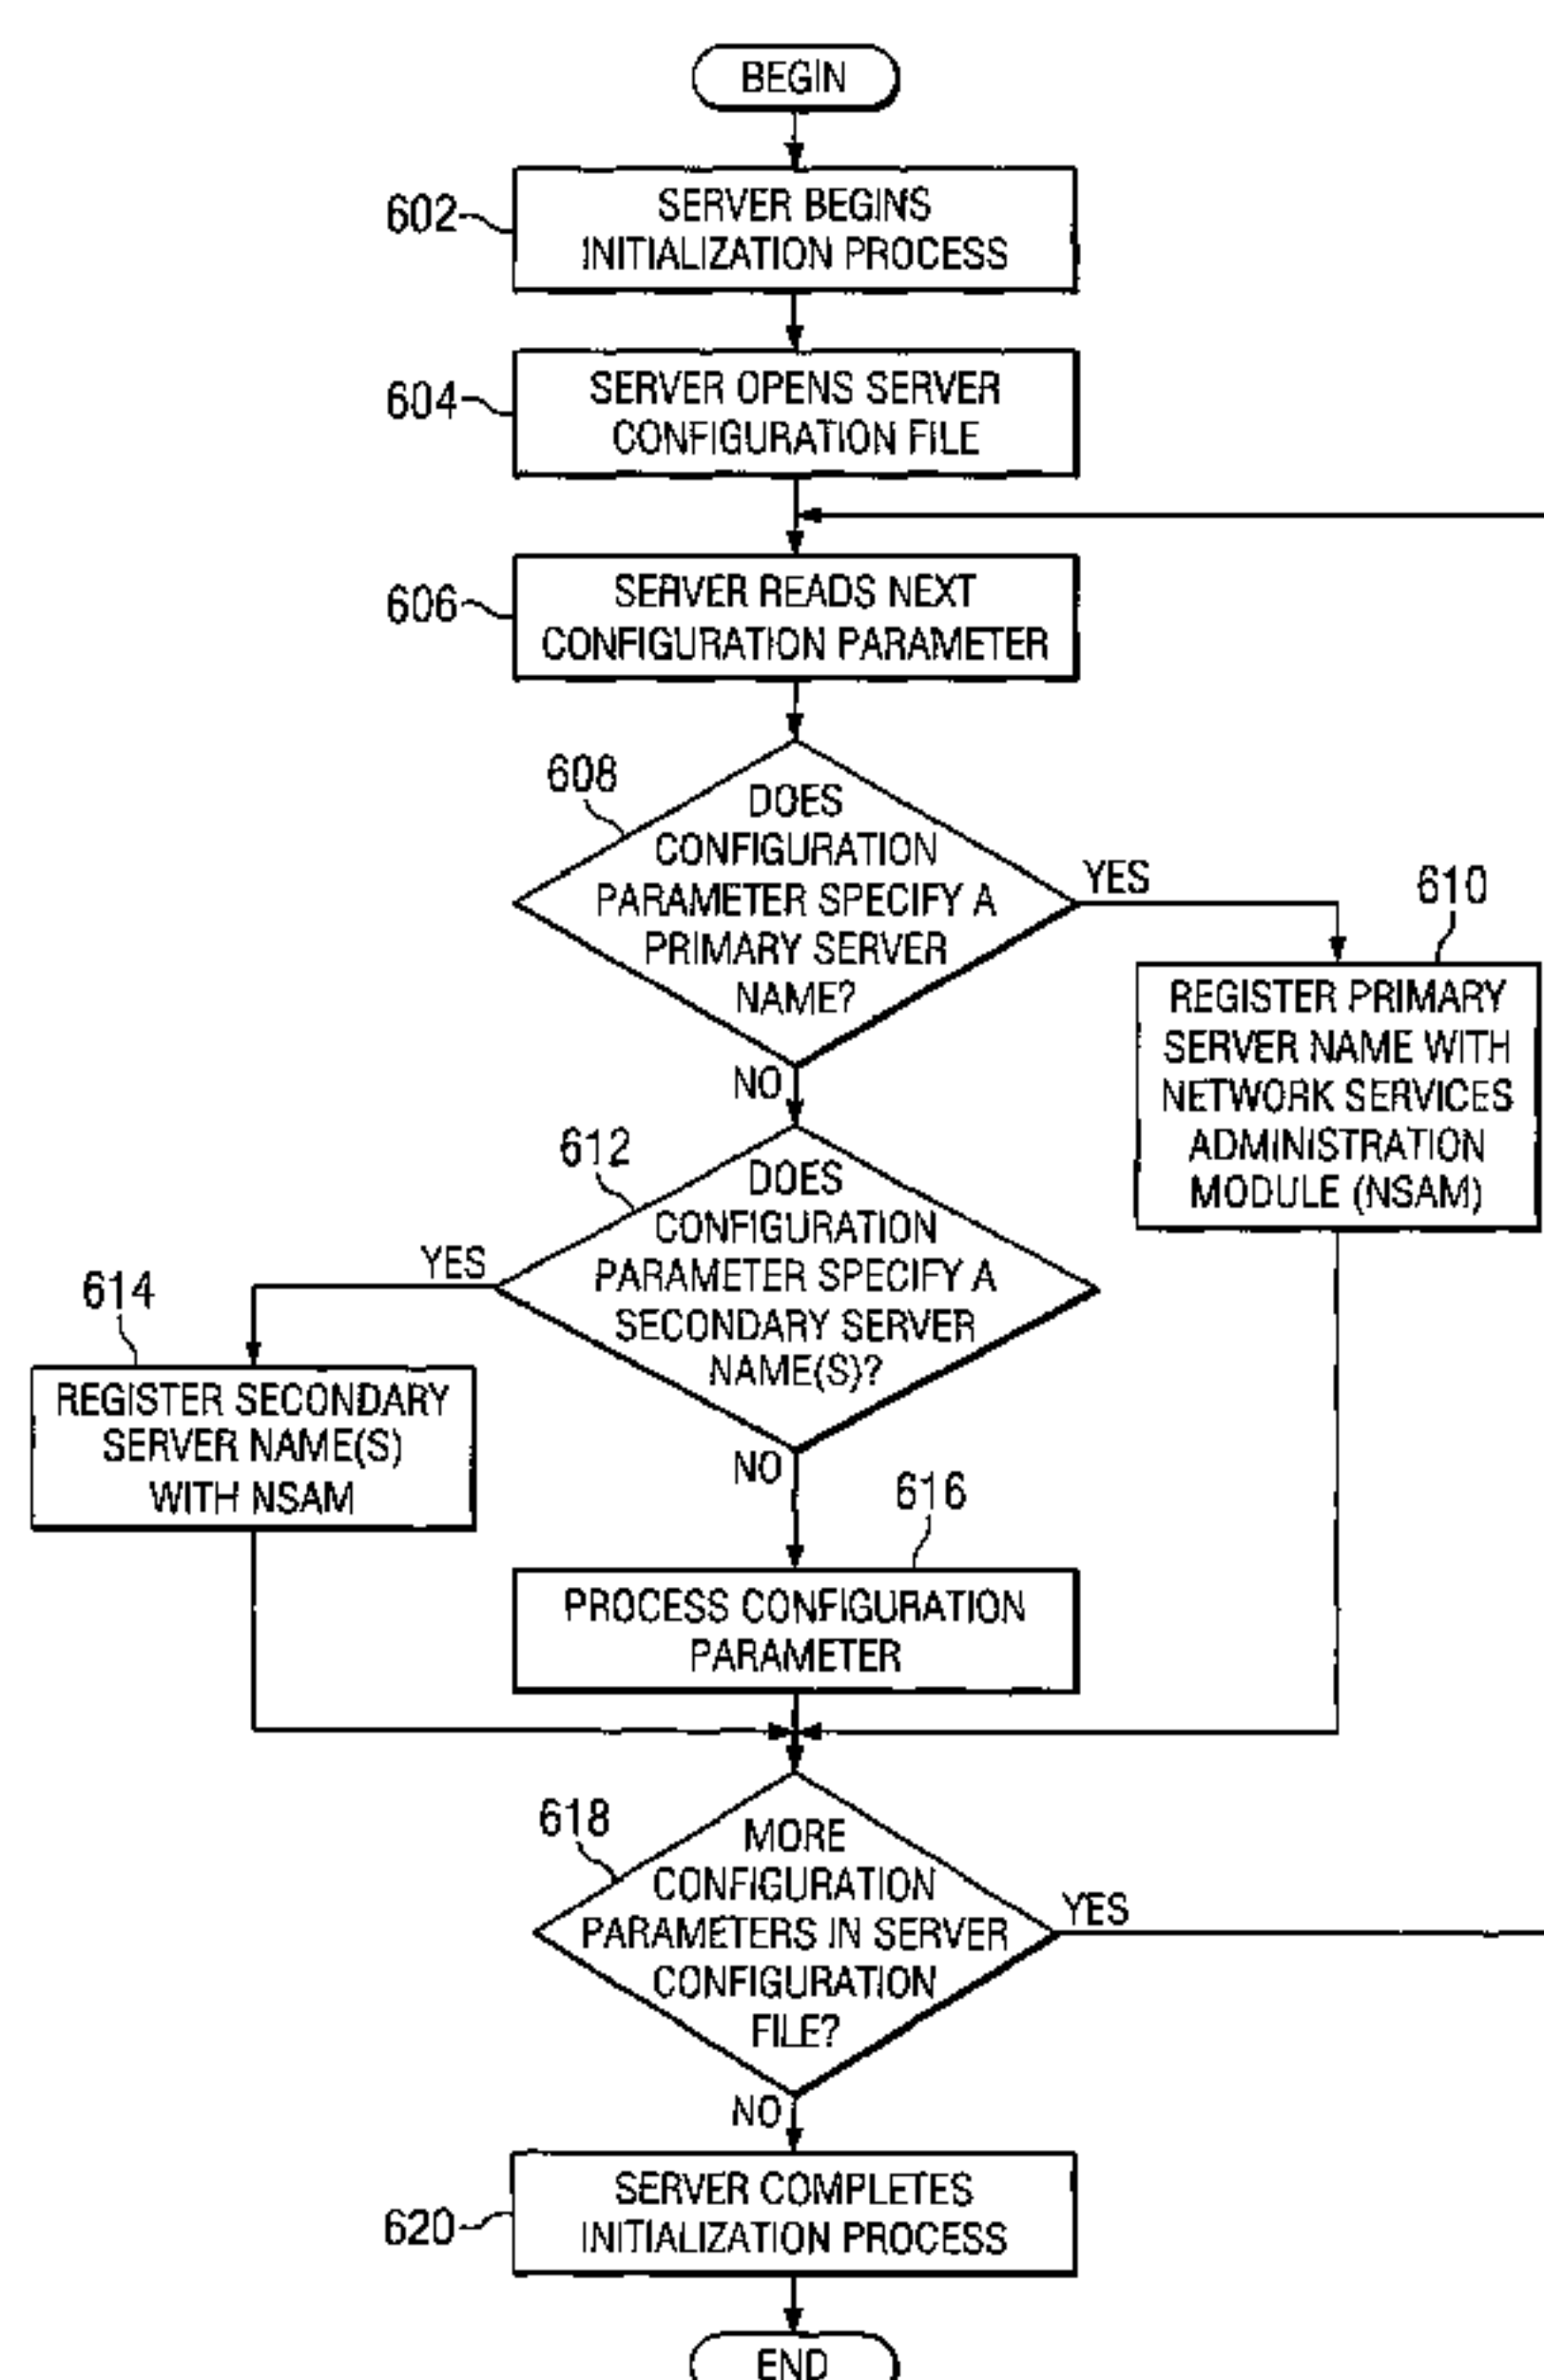 BEGIN
602
SERVER BEGINS
INITIALIZATION PROCESS
604
SERVER OPENS SERVER
CONFIGURATION FILE
606
SERVER READS NEXT
CONFIGURATION PARAMETER
608
DOES
CONFIGURATION
PARAMETER SPECIFY A
PRIMARY SERVER
NAME?
YES
NO
610
REGISTER PRIMARY
SERVER NAME WITH
NETWORK SERVICES
ADMINISTRATION
MODULE (NSAM)
612
DOES
CONFIGURATION
PARAMETER SPECIFY A
SECONDARY SERVER
NAME(S)?
YES
NO
614
REGISTER SECONDARY
SERVER NAME(S)
WITH NSAM
616
PROCESS CONFIGURATION
PARAMETER
618
MORE
CONFIGURATION
PARAMETERS IN SERVER
CONFIGURATION
FILE?
YES
NO
620
SERVER COMPLETES
INITIALIZATION PROCESS
END